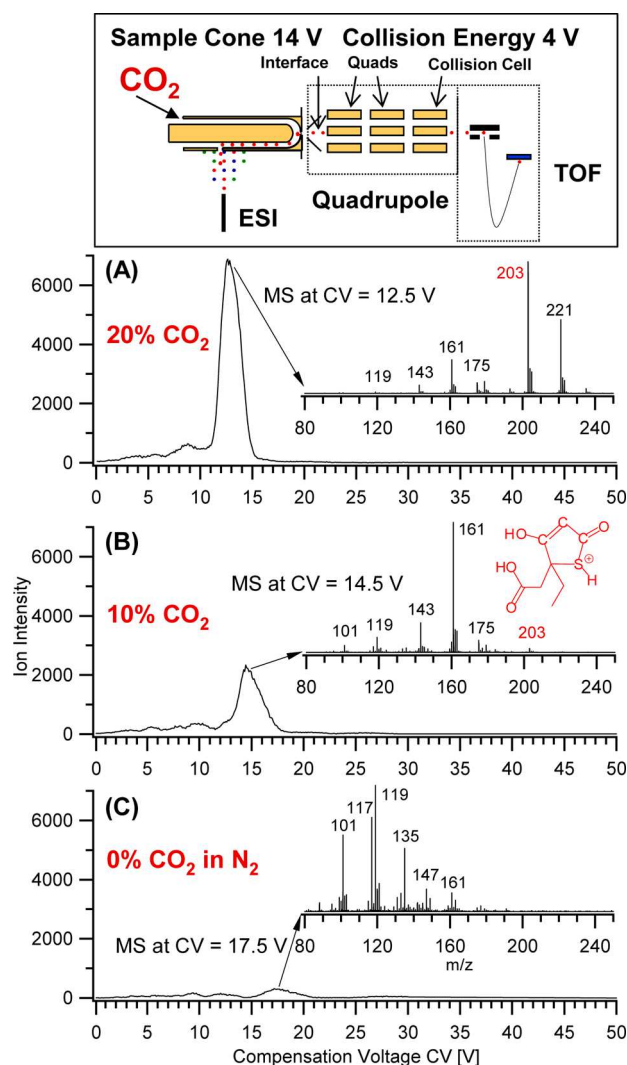 Sample Cone 14 V Collision Energy 4 V
CO2
Interface Quads Collision Cell
ESI
Quadrupole
TOF
(A)
20% CO2
MS at CV = 12.5 V
203
221
161
175
143
119
80 120 160 200 240
6000
4000
2000
0
0 5 10 15 20 25 30 35 40 45 50
(B)
10% CO2
MS at CV = 14.5 V
161
143
119
101
175
203
HO C C O
C S ⊕
HO C H
O
80 120 160 200 240
6000
4000
2000
0
Ion Intensity
0 5 10 15 20 25 30 35 40 45 50
(C)
0% CO2 in N2
MS at CV = 17.5 V
119
117
101
135
147
161
80 120 160 200 240
m/z
6000
4000
2000
0
0 5 10 15 20 25 30 35 40 45 50
Compensation Voltage CV [V]